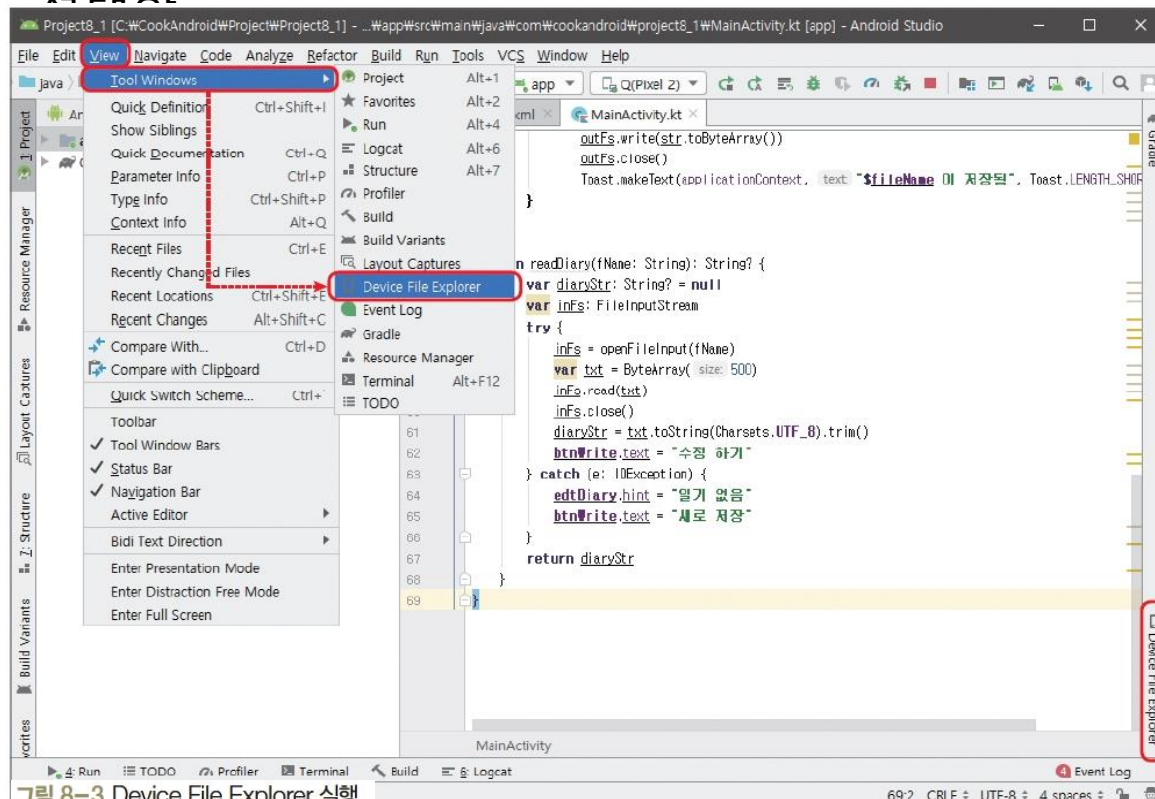 Project8_1 [C:₩CookAndroid₩Project₩Project8_1] - ...₩app₩src₩main₩java₩com₩cookandroid₩project8_1₩MainActivity.kt [app] - Android Studio
File Edit View Navigate Code Analyze Refactor Build Run Tools VCS Window Help
java
app
Q(Pixel 2)
Tool Windows
Quick Definition Ctrl+Shift+I
Show Siblings
Quick Documentation Ctrl+Q
Parameter Info Ctrl+P
Type Info Ctrl+Shift+P
Context Info Alt+Q
Recent Files Ctrl+E
Recently Changed Files
Recent Locations Ctrl+Shift+E
Recent Changes Alt+Shift+C
Compare With... Ctrl+D
Compare with Clipboard
Quick Switch Scheme... Ctrl+`
Toolbar
✓ Tool Window Bars
✓ Status Bar
✓ Navigation Bar
Active Editor
Bidi Text Direction
Enter Presentation Mode
Enter Distraction Free Mode
Enter Full Screen
Project Alt+1
Favorites Alt+2
Run Alt+4
Logcat Alt+6
Structure Alt+7
Profiler
Build
Build Variants
Layout Captures
Device File Explorer
Event Log
Gradle
Resource Manager
Terminal Alt+F12
TODO
MainActivity.kt
outFs.write(str.toByteArray())
outFs.close()
Toast.makeText(applicationContext, text: "$fileName 이 저장됨", Toast.LENGTH_SHOR
}
readDiary(fName: String): String? {
var diaryStr: String? = null
var inFs: FileInputStream
try {
inFs = openFileInput(fName)
var txt = ByteArray( size: 500)
inFs.read(txt)
inFs.close()
61 diaryStr = txt.toString(Charsets.UTF_8).trim()
62 btnWrite.text = "수정 하기"
63 } catch (e: IOException) {
64 edtDiary.hint = "일기 없음"
65 btnWrite.text = "새로 저장"
66 }
67 return diaryStr
68 }
69 }
1: Project
Resource Manager
Layout Captures
7: Structure
Build Variants
Gradle
Device File Explorer
MainActivity
4: Run TODO Profiler Terminal Build 6: Logcat 4 Event Log
69:2 CRLF UTF-8 4 spaces
그림 8-3 Device File Explorer 실행